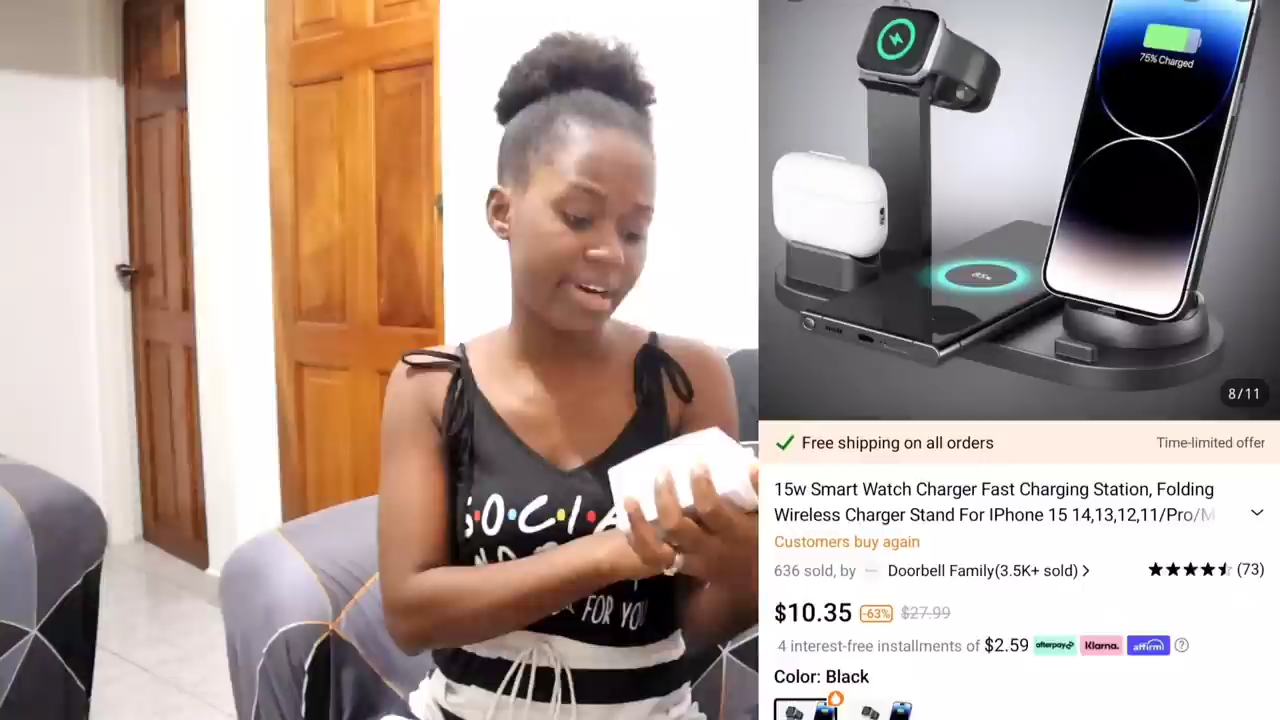 S•O•C•I•A
FOR YOU
75% Charged
85%
8/11
Free shipping on all orders
Time-limited offer
15w Smart Watch Charger Fast Charging Station, Folding
Wireless Charger Stand For IPhone 15 14,13,12,11/Pro/M
Customers buy again
636 sold, by — Doorbell Family(3.5K+ sold) >
(73)
$10.35 -63% $27.99
4 interest-free installments of $2.59 afterpay Klarna. affirm ?
Color: Black